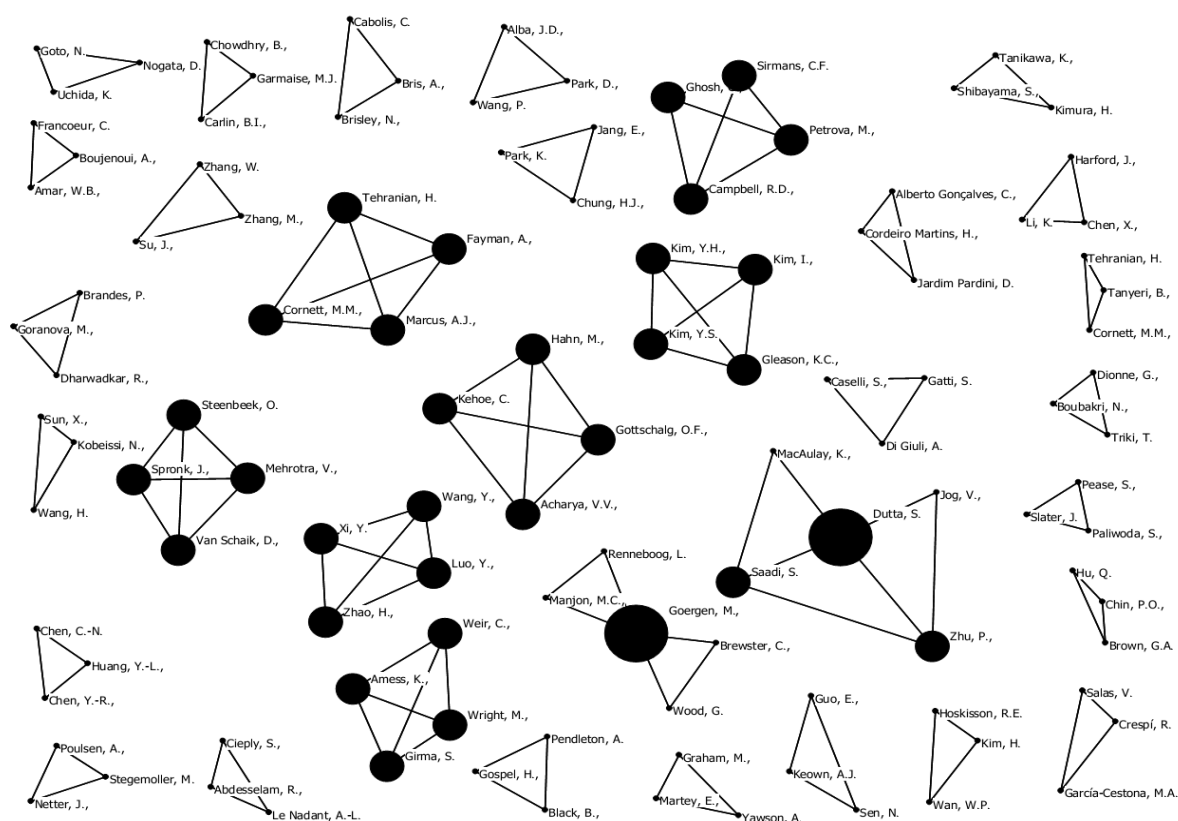 Cabolis, C.
Alba, J.D.,
Goto, N.
Chowdhry, B.,
Nogata, D.
Garmaise, M.J.
Bris, A.,
Park, D.,
Uchida, K.
Wang, P.
Carlin, B.I.,
Brisley, N.,
Sirmans, C.F.
Ghosh,
Petrova, M.,
Campbell, R.D.,
Tanikawa, K.,
Shibayama, S.,
Kimura, H.
Francoeur, C.
Boujenoui, A.,
Amar, W.B.,
Jang, E.,
Park, K.
Chung, H.J.,
Zhang, W.
Zhang, M.,
Su, J.,
Harford, J.,
Li, K.
Chen, X.,
Alberto Gonçalves, C.,
Cordeiro Martins, H.,
Jardim Pardini, D.
Tehranian, H.
Fayman, A.,
Cornett, M.M.,
Marcus, A.J.,
Kim, Y.H.,
Kim, I.,
Kim, Y.S.
Gleason, K.C.,
Tehranian, H.
Tanyeri, B.,
Cornett, M.M.,
Brandes, P.
Goranova, M.,
Dharwadkar, R.,
Hahn, M.,
Kehoe, C.
Gottschalg, O.F.,
Acharya, V.V.,
Caselli, S.,
Gatti, S.
Di Giuli, A.
Dionne, G.,
Boubakri, N.,
Triki, T.
Sun, X.,
Kobeissi, N.,
Wang, H.
Steenbeek, O.
Spronk, J.,
Mehrotra, V.,
Van Schaik, D.,
MacAulay, K.,
Jog, V.,
Dutta, S.
Saadi, S.
Zhu, P.,
Pease, S.,
Slater, J.
Paliwoda, S.,
Wang, Y.,
Xi, Y.
Luo, Y.,
Zhao, H.,
Renneboog, L.
Manjon, M.C.,
Goergen, M.,
Brewster, C.,
Wood, G.
Hu, Q.
Chin, P.O.,
Brown, G.A.
Chen, C.-N.
Huang, Y.-L.,
Chen, Y.-R.,
Weir, C.,
Amess, K.,
Wright, M.,
Girma, S.
Guo, E.,
Keown, A.J.
Sen, N.
Hoskisson, R.E.
Kim, H.
Wan, W.P.
Salas, V.
Crespí, R.
García-Cestona, M.A.
Poulsen, A.,
Stegemoller, M.
Netter, J.,
Cieply, S.,
Abdesselam, R.,
Le Nadant, A.-L.
Pendleton, A.
Gospel, H.,
Black, B.,
Graham, M.,
Martey, E.,
Yawson, A.